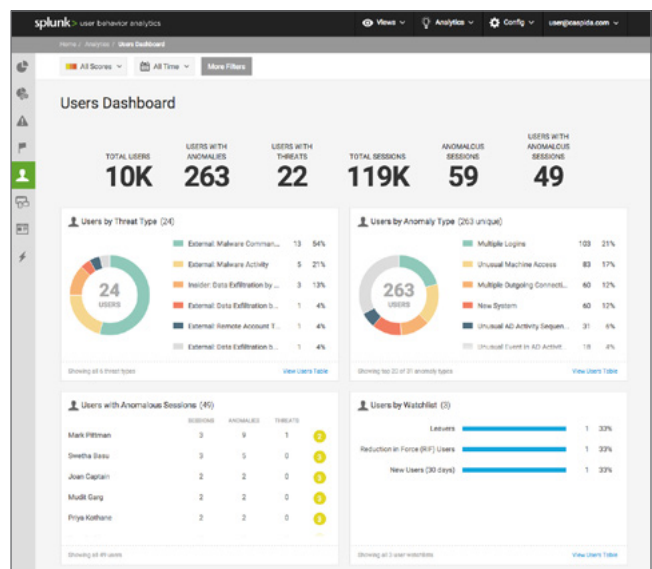 splunk> user behavior analytics Views Analytics Config user@caspida.com
Home / Analytics / Users Dashboard
All Scores All Time More Filters
Users Dashboard
TOTAL USERS
10K
USERS WITH
ANOMALIES
263
USERS WITH
THREATS
22
TOTAL SESSIONS
119K
ANOMALOUS
SESSIONS
59
USERS WITH
ANOMALOUS
SESSIONS
49
Users by Threat Type (24)
24
USERS
External: Malware Comman... 13 54%
External: Malware Activity 5 21%
Insider: Data Exfiltration by ... 3 13%
External: Data Exfiltration b... 1 4%
External: Remote Account T... 1 4%
External: Data Exfiltration b... 1 4%
Showing all 6 threat types View Users Table
Users by Anomaly Type (263 unique)
263
USERS
Multiple Logins 103 21%
Unusual Machine Access 83 17%
Multiple Outgoing Connecti... 60 12%
New System 60 12%
Unusual AD Activity Sequen... 31 6%
Unusual Event in AD Activit... 18 4%
Showing top 20 of 31 anomaly types View Users Table
Users with Anomalous Sessions (49)
SESSIONS ANOMALIES THREATS
Mark Pittman 3 9 1
Swetha Basu 3 5 0
Joan Captain 2 2 0
Mudit Garg 2 2 0
Priya Kothane 2 2 0
Showing all 49 users
Users by Watchlist (3)
Leavers 1 33%
Reduction in Force (RIF) Users 1 33%
New Users (30 days) 1 33%
Showing all 3 user watchlists View Users Table